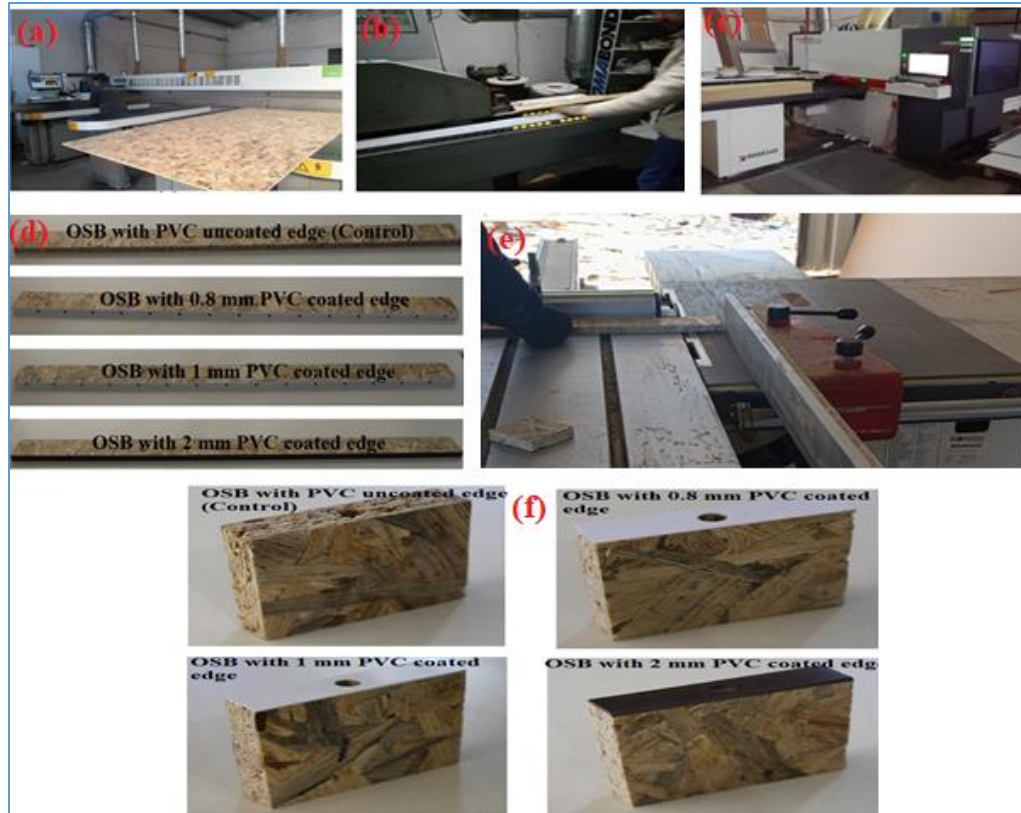 (a)
(b)
(c)
(d)
OSB with PVC uncoated edge (Control)
OSB with 0.8 mm PVC coated edge
OSB with 1 mm PVC coated edge
OSB with 2 mm PVC coated edge
(e)
(f)
OSB with PVC uncoated edge
(Control)
OSB with 0.8 mm PVC coated
edge
OSB with 1 mm PVC coated
edge
OSB with 2 mm PVC coated edge